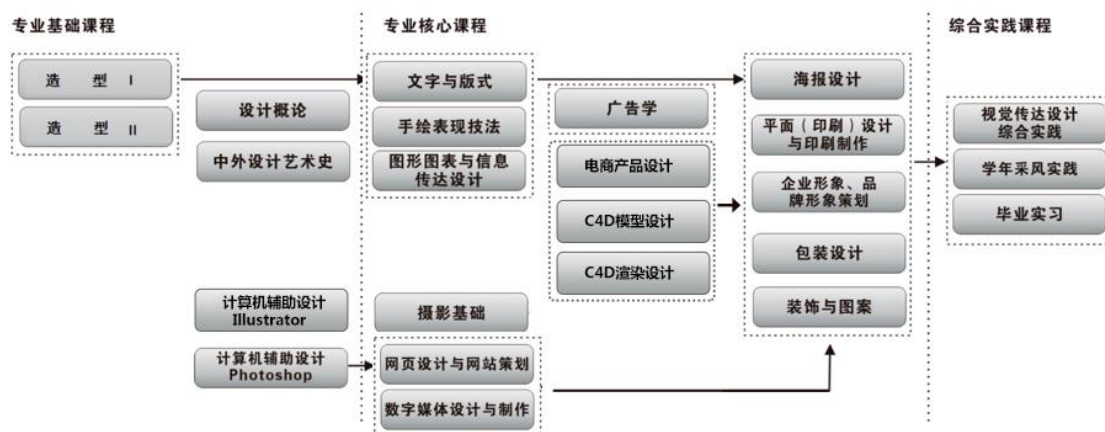 专业基础课程
专业核心课程
综合实践课程
造 型 I
造 型 II
设计概论
中外设计艺术史
计算机辅助设计
Illustrator
计算机辅助设计
Photoshop
文字与版式
手绘表现技法
图形图表与信息
传达设计
摄影基础
网页设计与网站策划
数字媒体设计与制作
广告学
电商产品设计
C4D模型设计
C4D渲染设计
海报设计
平面（印刷）设计
与印刷制作
企业形象、品
牌形象策划
包装设计
装饰与图案
视觉传达设计
综合实践
学年采风实践
毕业实习